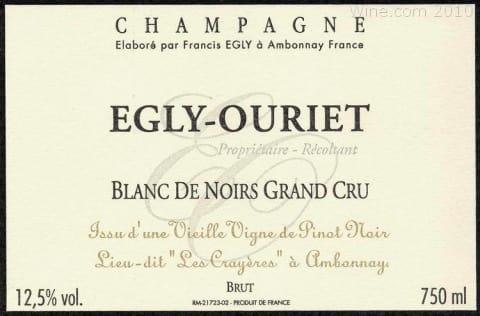 Wine.com 2010
CHAMPAGNE
Elaboré par Francis EGLY à Ambonnay France
EGLY-OURIET
Propriétaire - Récoltant
BLANC DE NOIRS GRAND CRU
Issu d'une Vieille Vigne de Pinot Noir
Lieu-dit "Les Crayères" à Ambonnay.
BRUT
12,5% vol.
RM-21723-02 - PRODUIT DE FRANCE
750 ml